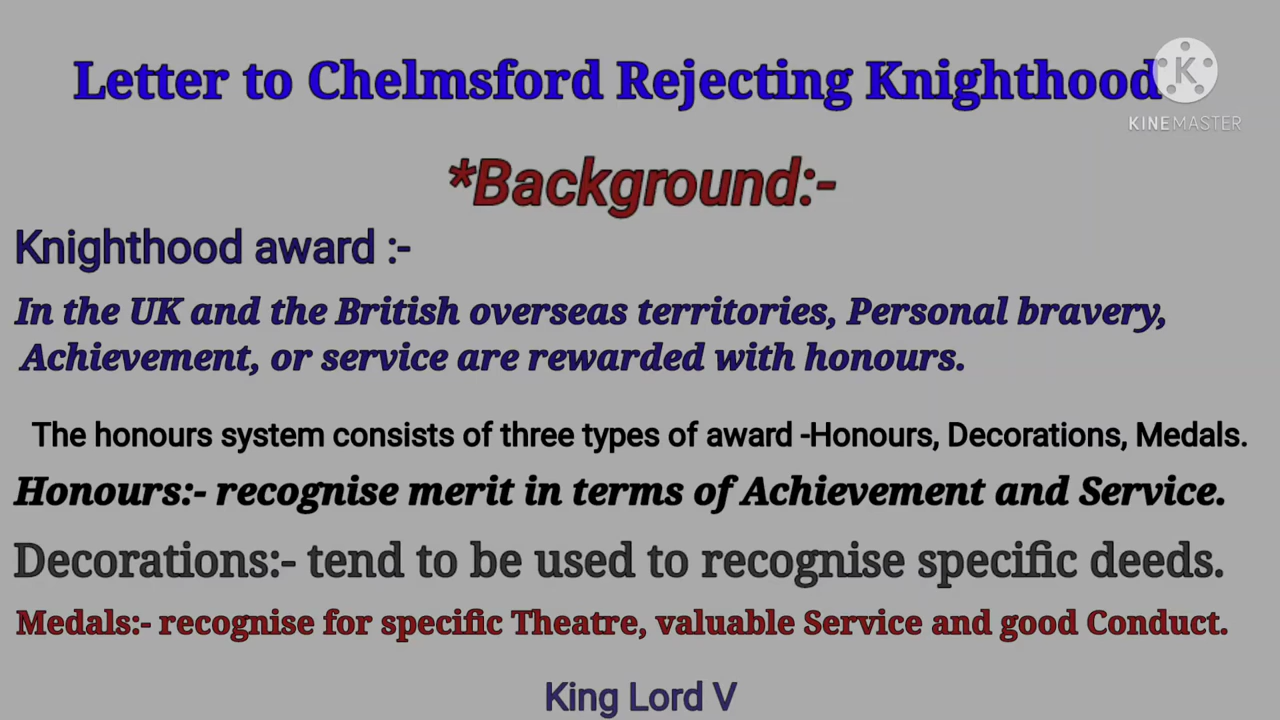 Letter to Chelmsford Rejecting Knighthood
KINEMASTER
*Background:-
Knighthood award :-
In the UK and the British overseas territories, Personal bravery,
Achievement, or service are rewarded with honours.
The honours system consists of three types of award -Honours, Decorations, Medals.
Honours:- recognise merit in terms of Achievement and Service.
Decorations:- tend to be used to recognise specific deeds.
Medals:- recognise for specific Theatre, valuable Service and good Conduct.
King Lord V